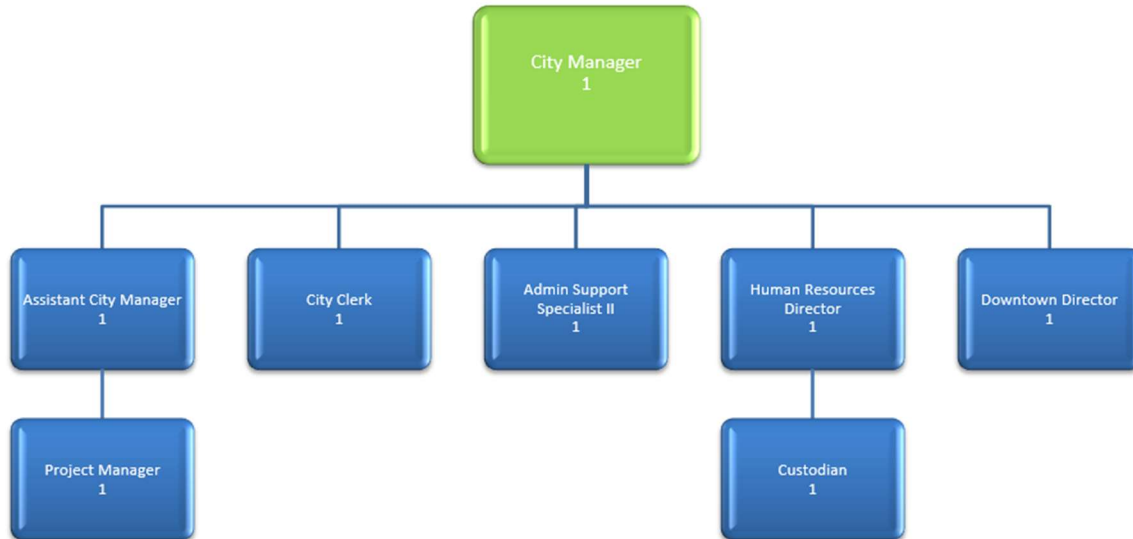 City Manager
1
Assistant City Manager
1
City Clerk
1
Admin Support
Specialist II
1
Human Resources
Director
1
Downtown Director
1
Project Manager
1
Custodian
1